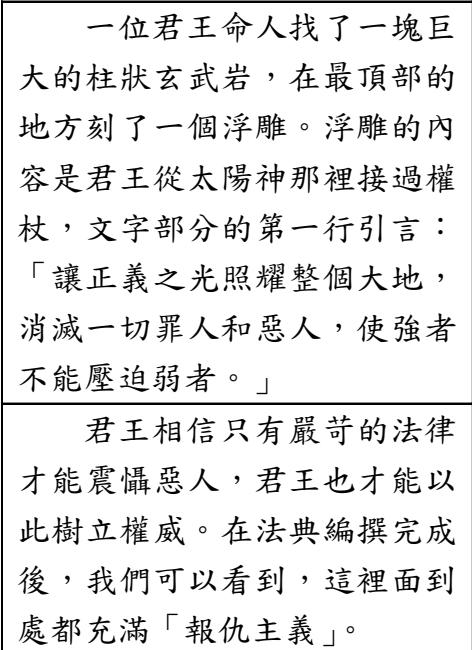 一位君王命人找了一塊巨
大的柱狀玄武岩，在最頂部的
地方刻了一個浮雕。浮雕的內
容是君王從太陽神那裡接過權
杖，文字部分的第一行引言：
「讓正義之光照耀整個大地，
消滅一切罪人和惡人，使強者
不能壓迫弱者。」
君王相信只有嚴苛的法律
才能震懾惡人，君王也才能以
此樹立權威。在法典編撰完成
後，我們可以看到，這裡面到
處都充滿「報仇主義」。